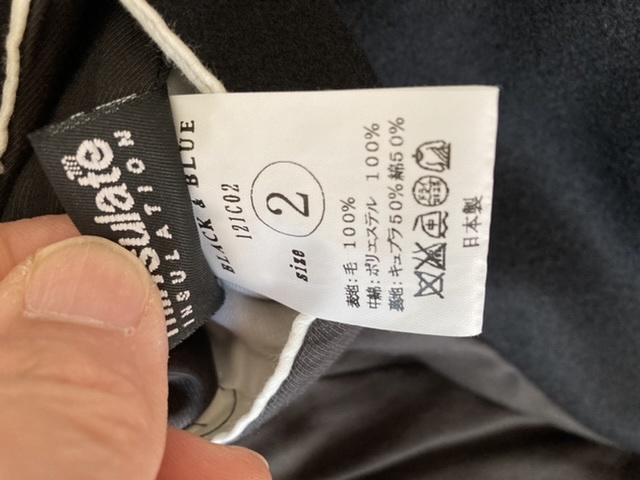 Thinsulate
INSULATION
BLACK & BLUE
121C02
2
size
表地:毛 100%
中綿:ポリエステル 100%
裏地:キュプラ50%綿50%
日本製